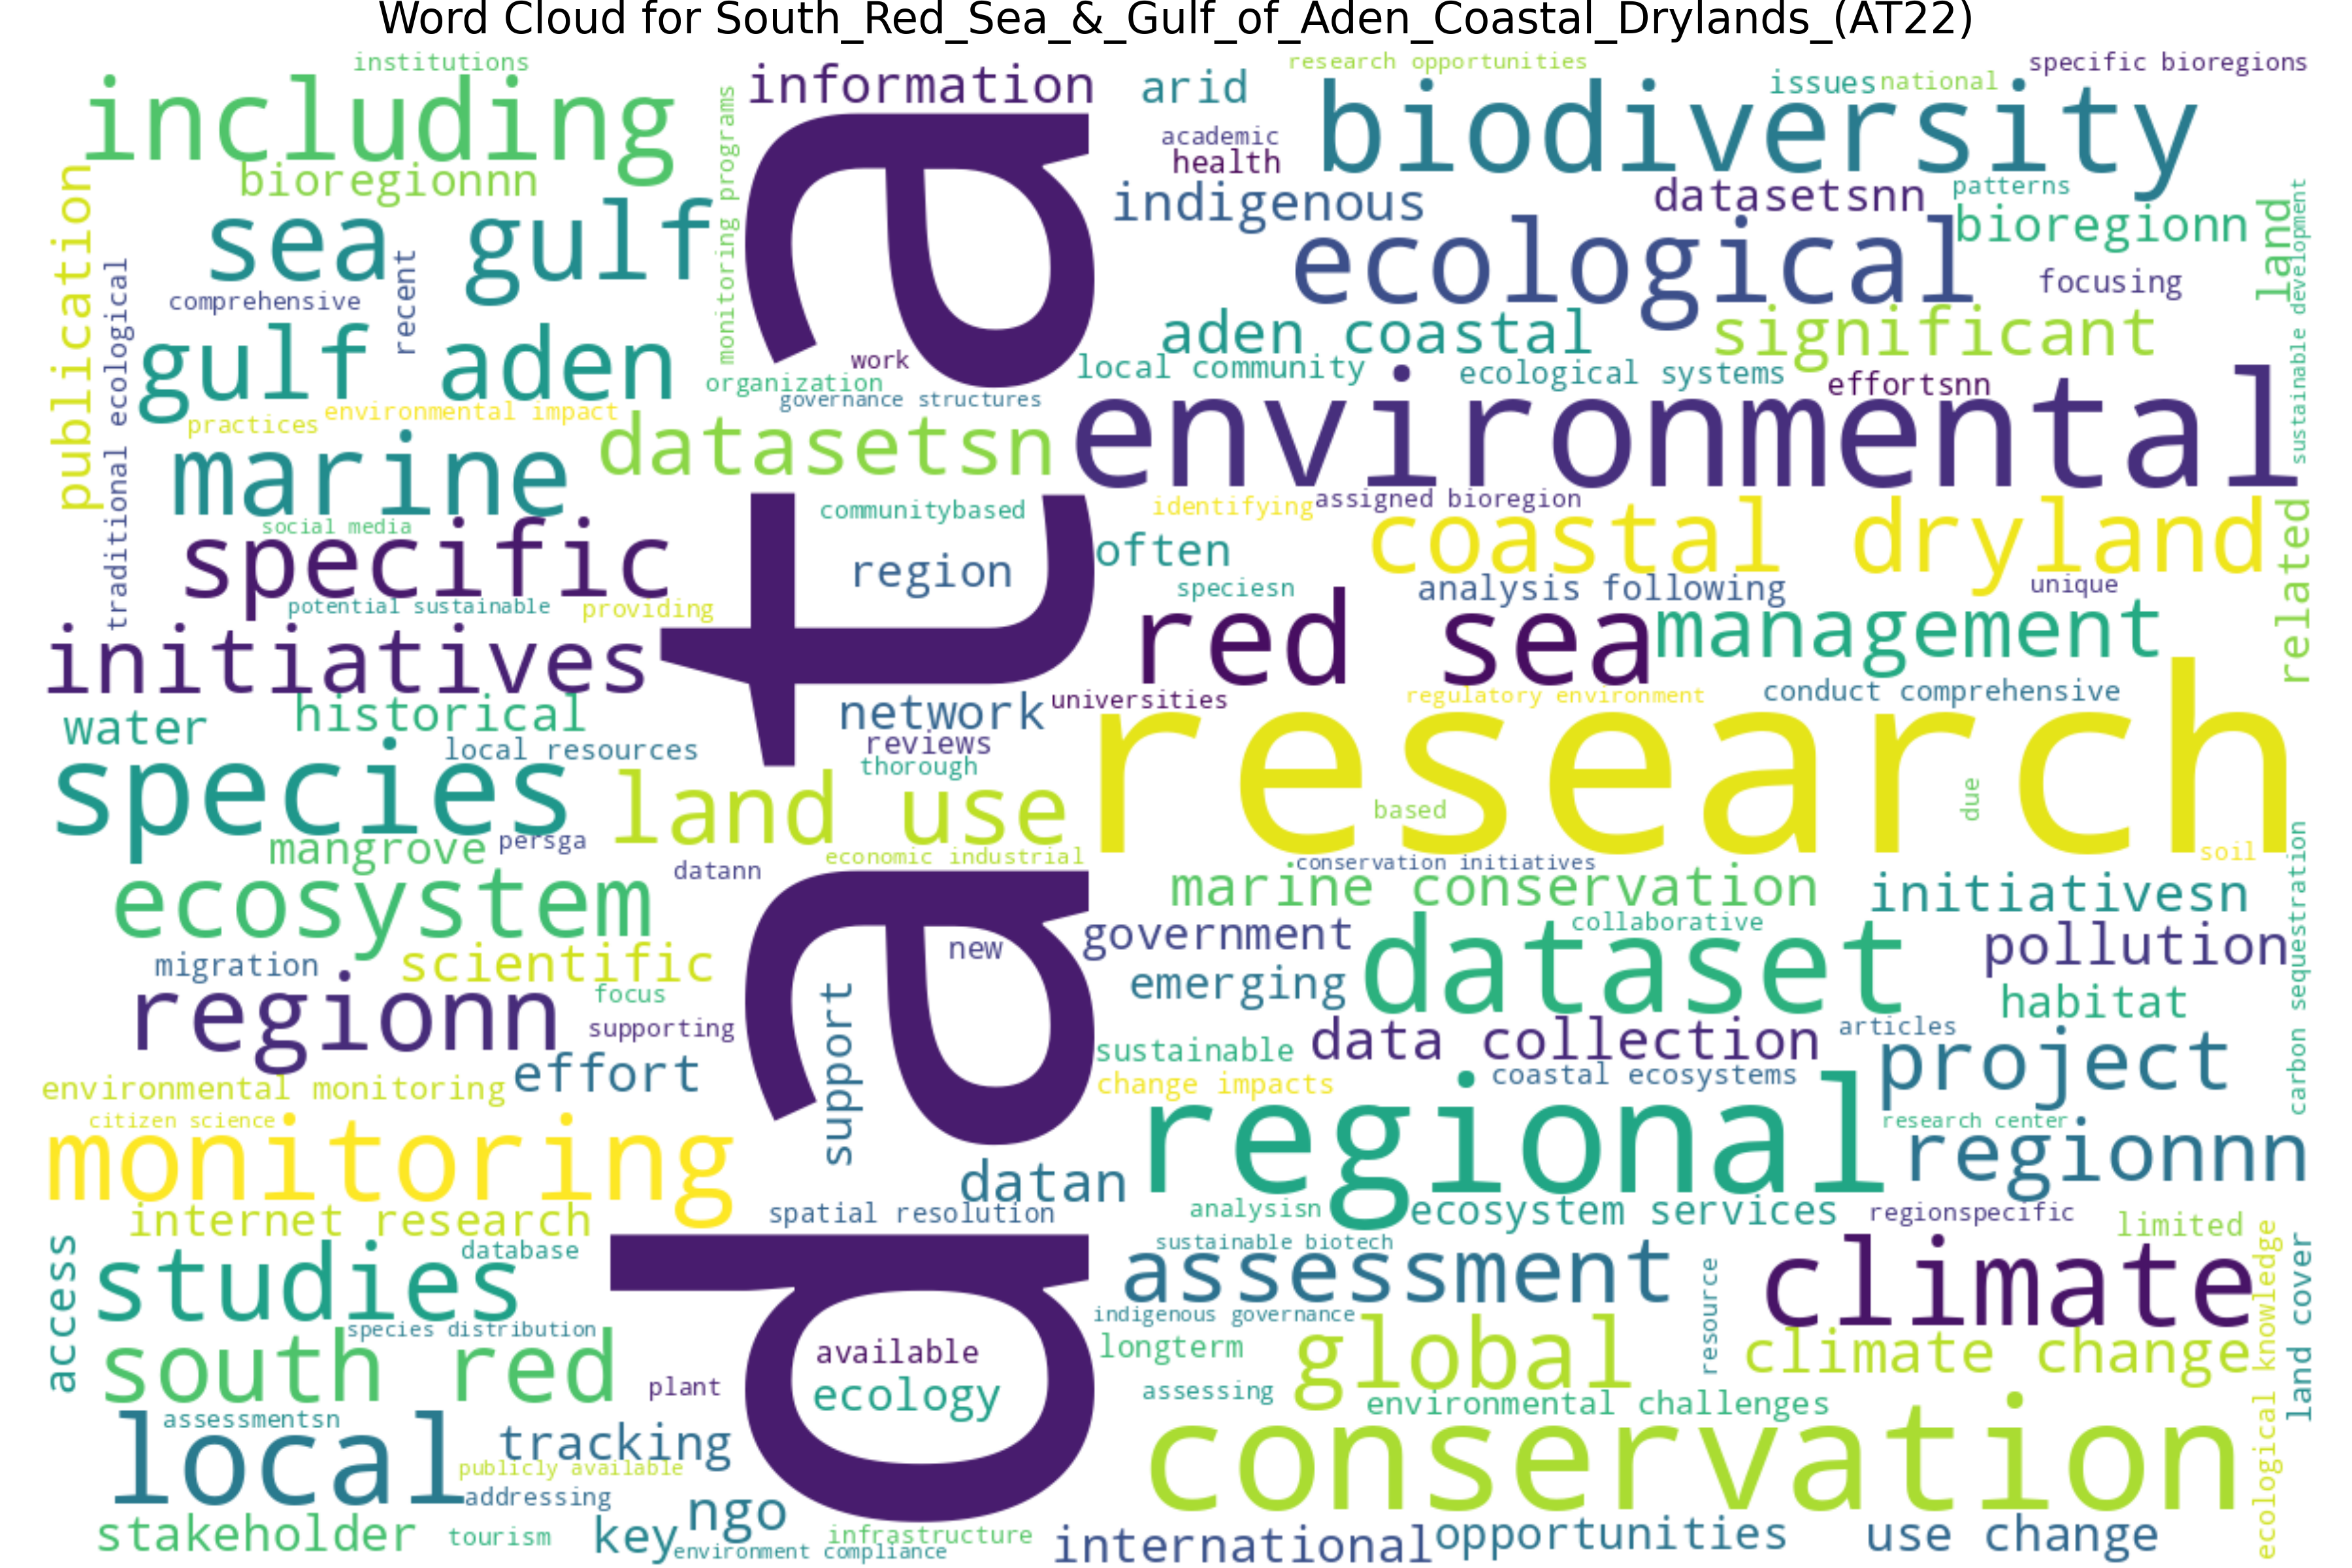 Word Cloud for South_Red_Sea_&_Gulf_of_Aden_Coastal_Drylands_(AT22)
institutions
including
bioregionnn
publication
sea gulf
recent
comprehensive
traditional ecological
gulf aden
practices
environmental impact
marine
social media
specific
potential sustainable
providing
initiatives
historical
water
local resources
species
mangrove
persga
ecosystem
migration
scientific
regionn
focus
supporting
effort
environmental monitoring
citizen science
monitoring
internet research
access
studies
database
species distribution
south red
plant
assessmentsn
local
tracking
publicly available
addressing
ngo
stakeholder
tourism
key
environment compliance
infrastructure
monitoring programs
information
data
work
organization
governance structures
datasetsn
communitybased
region
network
reviews
thorough
land use
datann
economic industrial
new
support
datan
spatial resolution
available
ecology
arid
research opportunities
academic
health
indigenous
biodiversity
issues
national
specific bioregions
datasetsnn
patterns
bioregionn
land
sustainable development
ecological
focusing
aden coastal
significant
local community
ecological systems
effortsnn
environmental
identifying
assigned bioregion
coastal dryland
often
speciesn
analysis following
unique
related
red sea
management
universities
regulatory environment
conduct comprehensive
research
based
due
soil
conservation initiatives
marine conservation
initiativesn
carbon sequestration
government
collaborative
dataset
pollution
emerging
habitat
data collection
articles
sustainable
project
change impacts
coastal ecosystems
regional
research center
regionnn
analysisn
ecosystem services
regionspecific
limited
sustainable biotech
assessment
resource
climate
land cover
indigenous governance
longterm
global
climate change
ecological knowledge
assessing
environmental challenges
conservation
international
opportunities
use change